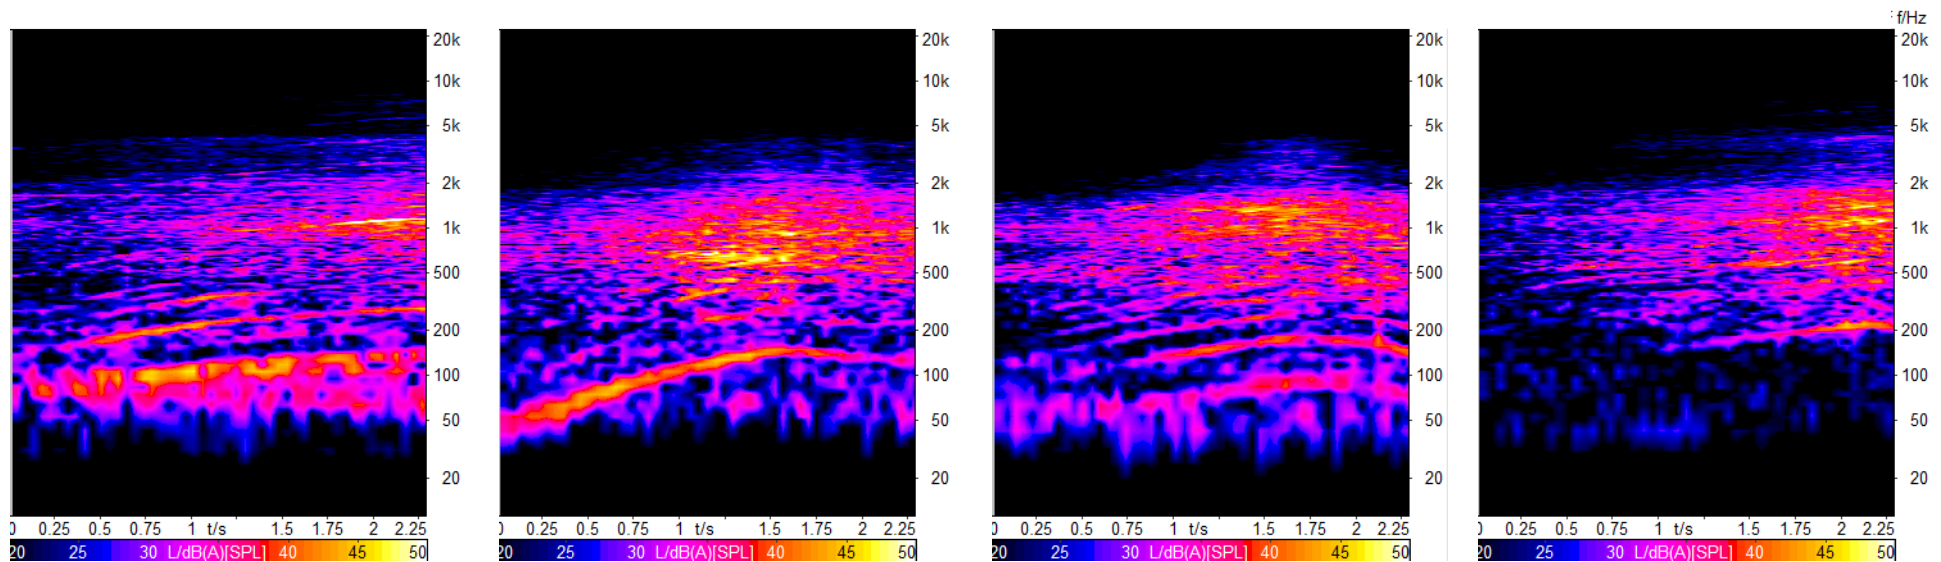 f/Hz
20k 20k 20k 20k
10k 10k 10k 10k
5k 5k 5k 5k
2k 2k 2k 2k
1k 1k 1k 1k
500 500 500 500
200 200 200 200
100 100 100 100
50 50 50 50
20 20 20 20
0 0.25 0.5 0.75 1 t/s 1.5 1.75 2 2.25 0 0.25 0.5 0.75 1 t/s 1.5 1.75 2 2.25 0 0.25 0.5 0.75 1 t/s 1.5 1.75 2 2.25 0 0.25 0.5 0.75 1 t/s 1.5 1.75 2 2.25
20 25 30 L/dB(A)[SPL] 40 45 50 20 25 30 L/dB(A)[SPL] 40 45 50 20 25 30 L/dB(A)[SPL] 40 45 50 20 25 30 L/dB(A)[SPL] 40 45 50